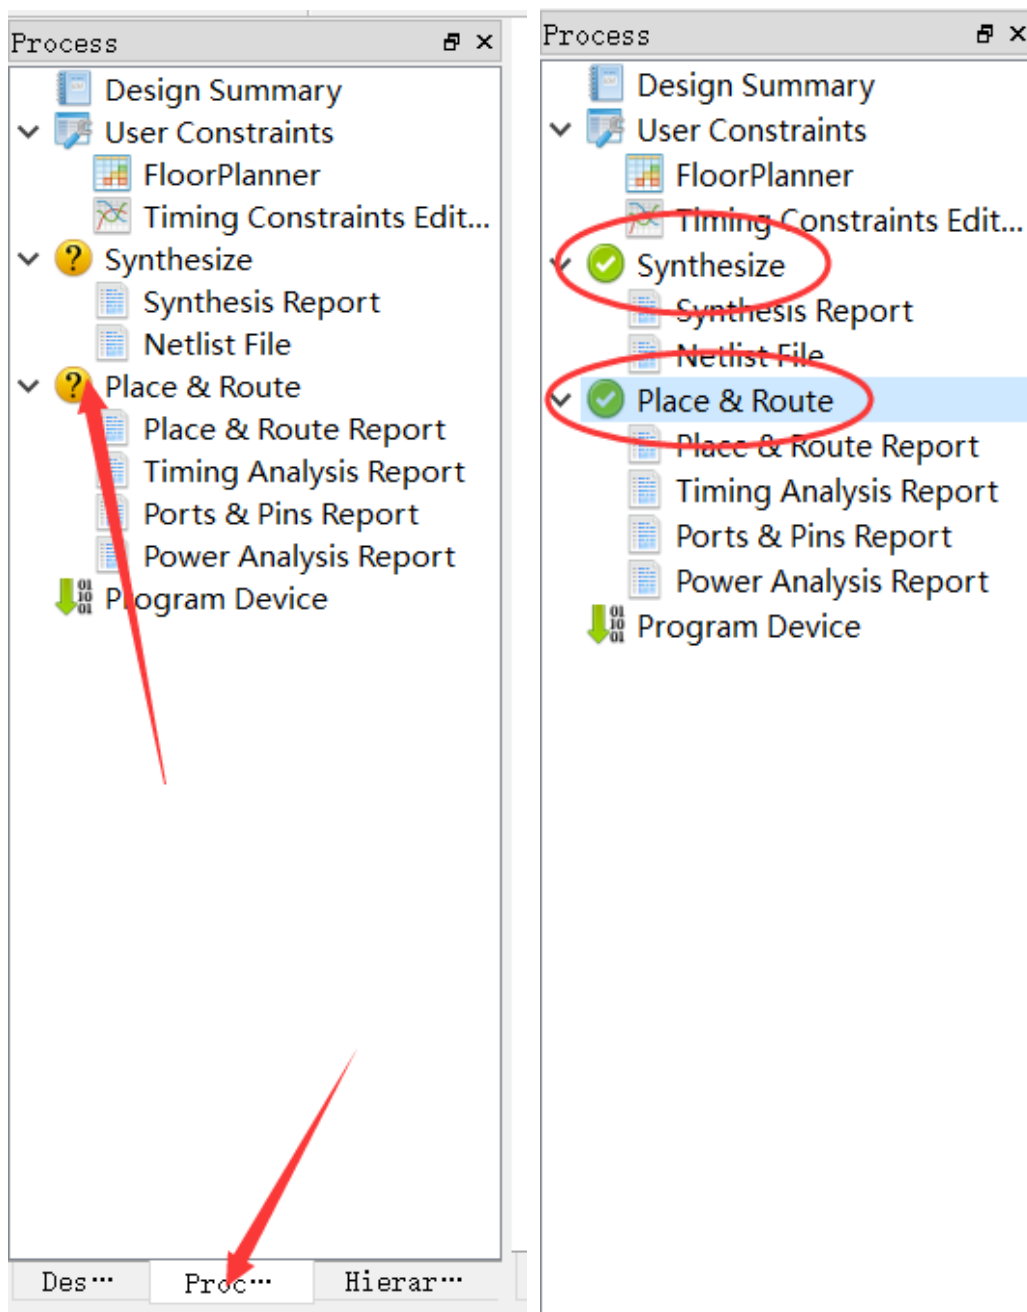 Process
Design Summary
User Constraints
FloorPlanner
Timing Constraints Edit...
Synthesize
Synthesis Report
Netlist File
Place & Route
Place & Route Report
Timing Analysis Report
Ports & Pins Report
Power Analysis Report
Program Device
Des...
Proc...
Hierar...
Process
Design Summary
User Constraints
FloorPlanner
Timing Constraints Edit...
Synthesize
Synthesis Report
Netlist File
Place & Route
Place & Route Report
Timing Analysis Report
Ports & Pins Report
Power Analysis Report
Program Device